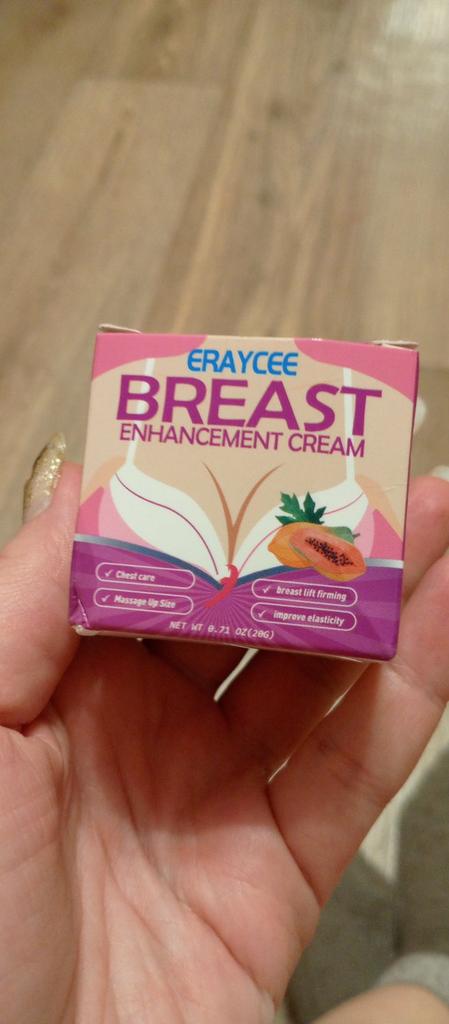 ERAYCEE
BREAST
ENHANCEMENT CREAM
✓ Chest care
✓ Massage Up Size
✓ breast lift firming
✓ improve elasticity
NET WT 0.71 OZ(20G)